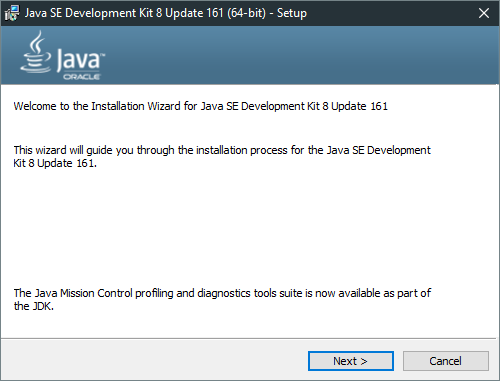 Java SE Development Kit 8 Update 161 (64-bit) - Setup
Java
ORACLE
Welcome to the Installation Wizard for Java SE Development Kit 8 Update 161
This wizard will guide you through the installation process for the Java SE Development
Kit 8 Update 161.
The Java Mission Control profiling and diagnostics tools suite is now available as part of
the JDK.
Next >
Cancel